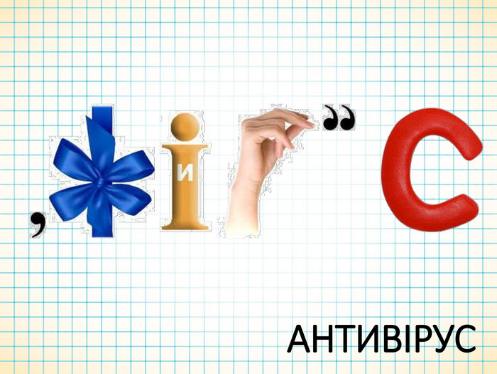 , і и ,, С
АНТИВІРУС